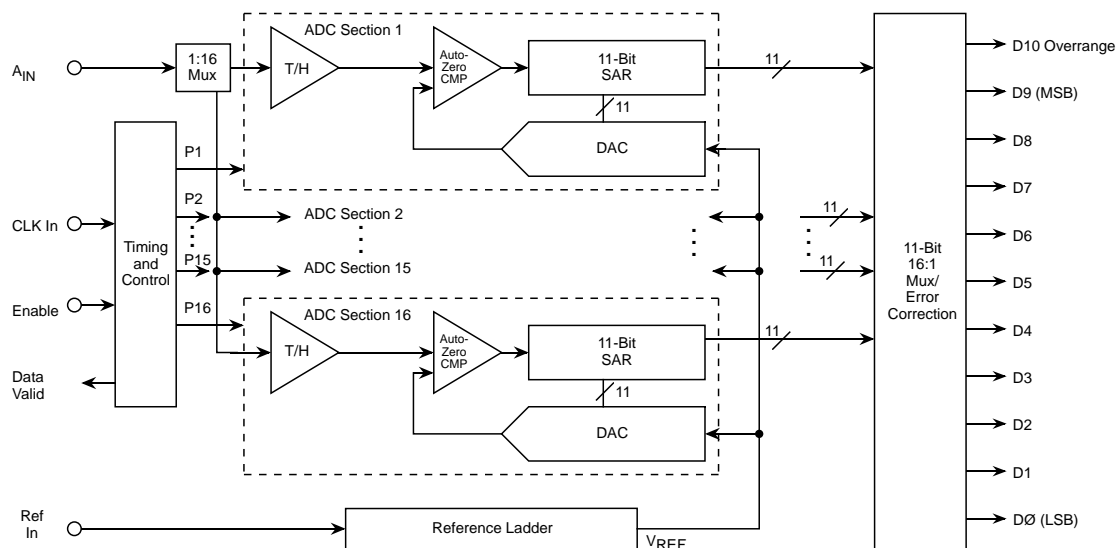 ADC Section 1
A_IN
1:16
Mux
T/H
Auto-
Zero
CMP
11-Bit
SAR
11
11
DAC
P1
P2
P15
P16
CLK In
Enable
Data
Valid
Timing
and
Control
ADC Section 2
ADC Section 15
11
11
ADC Section 16
T/H
Auto-
Zero
CMP
11-Bit
SAR
11
11
DAC
Ref
In
Reference Ladder
V_REF
11-Bit
16:1
Mux/
Error
Correction
D10 Overrange
D9 (MSB)
D8
D7
D6
D5
D4
D3
D2
D1
DØ (LSB)